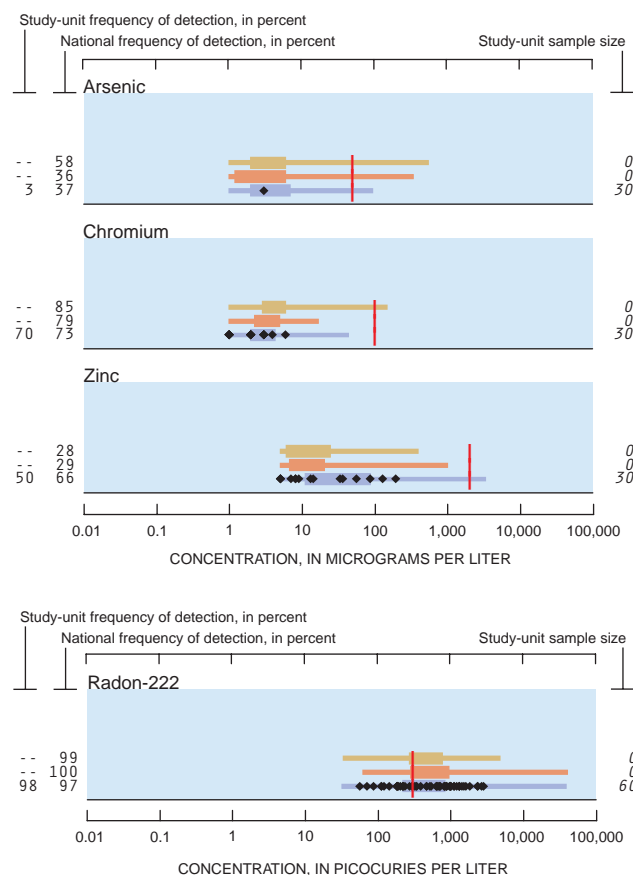 Study-unit frequency of detection, in percent
National frequency of detection, in percent Study-unit sample size
Arsenic
-- 58 0
-- 36 0
3 37 30
Chromium
-- 85 0
-- 79 0
70 73 30
Zinc
-- 28 0
-- 29 0
50 66 30
0.01 0.1 1 10 100 1,000 10,000 100,000
CONCENTRATION, IN MICROGRAMS PER LITER
Study-unit frequency of detection, in percent
National frequency of detection, in percent Study-unit sample size
Radon-222
-- 99 0
-- 100 0
98 97 60
0.01 0.1 1 10 100 1,000 10,000 100,000
CONCENTRATION, IN PICOCURIES PER LITER